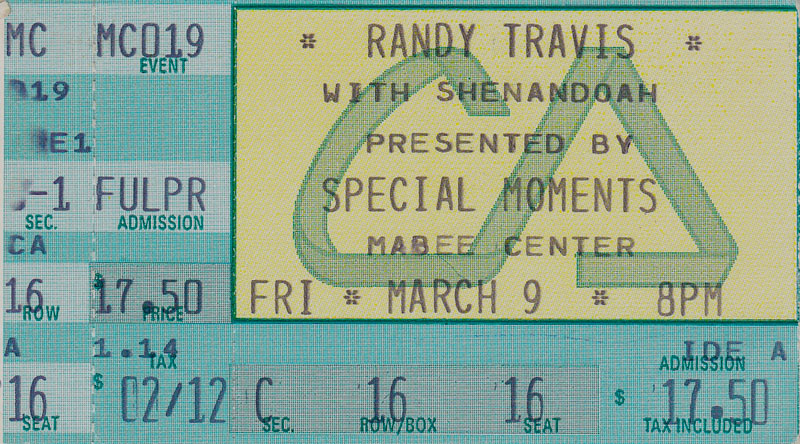 MC MC019 * RANDY TRAVIS *
EVENT
019 WITH SHENANDOAH
E1 PRESENTED BY
-1 FULPR SPECIAL MOMENTS
SEC. ADMISSION
CA MABEE CENTER
16 $17.50 FRI * MARCH 9 * 8PM
ROW PRICE
A 1.14 IDE A
TAX ADMISSION
16 $ 02/12 C 16 16 $ 17.50
SEAT SEC. ROW/BOX SEAT TAX INCLUDED
CA